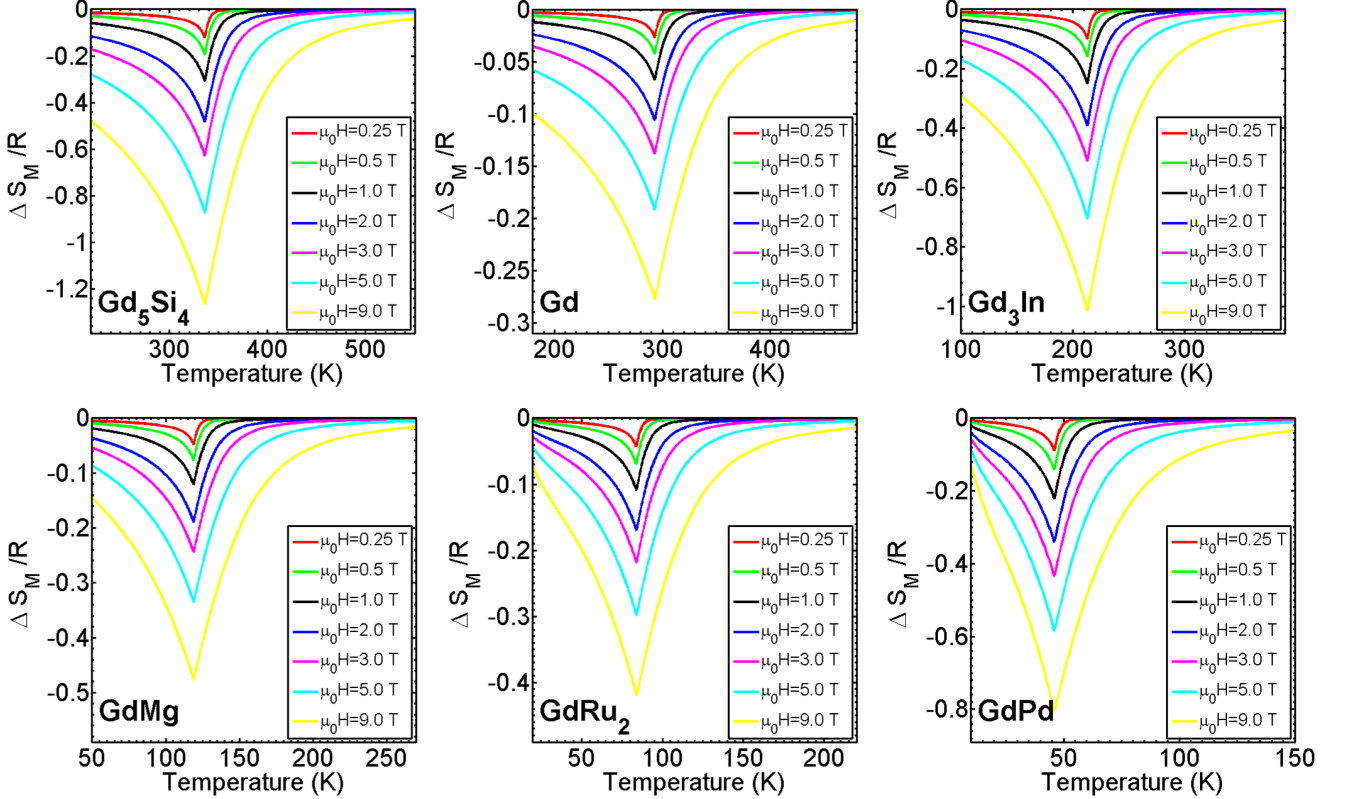 0
-0.2
-0.4
-0.6
-0.8
-1
-1.2
Δ S_M /R
μ₀H=0.25 T
μ₀H=0.5 T
μ₀H=1.0 T
μ₀H=2.0 T
μ₀H=3.0 T
μ₀H=5.0 T
μ₀H=9.0 T
Gd₅Si₄
300 400 500
Temperature (K)
0
-0.05
-0.1
-0.15
-0.2
-0.25
-0.3
Δ S_M /R
μ₀H=0.25 T
μ₀H=0.5 T
μ₀H=1.0 T
μ₀H=2.0 T
μ₀H=3.0 T
μ₀H=5.0 T
μ₀H=9.0 T
Gd
200 300 400
Temperature (K)
0
-0.2
-0.4
-0.6
-0.8
-1
Δ S_M /R
μ₀H=0.25 T
μ₀H=0.5 T
μ₀H=1.0 T
μ₀H=2.0 T
μ₀H=3.0 T
μ₀H=5.0 T
μ₀H=9.0 T
Gd₃In
100 200 300
Temperature (K)
0
-0.1
-0.2
-0.3
-0.4
-0.5
Δ S_M /R
μ₀H=0.25 T
μ₀H=0.5 T
μ₀H=1.0 T
μ₀H=2.0 T
μ₀H=3.0 T
μ₀H=5.0 T
μ₀H=9.0 T
GdMg
50 100 150 200 250
Temperature (K)
0
-0.1
-0.2
-0.3
-0.4
Δ S_M /R
μ₀H=0.25 T
μ₀H=0.5 T
μ₀H=1.0 T
μ₀H=2.0 T
μ₀H=3.0 T
μ₀H=5.0 T
μ₀H=9.0 T
GdRu₂
50 100 150 200
Temperature (K)
0
-0.2
-0.4
-0.6
-0.8
Δ S_M /R
μ₀H=0.25 T
μ₀H=0.5 T
μ₀H=1.0 T
μ₀H=2.0 T
μ₀H=3.0 T
μ₀H=5.0 T
μ₀H=9.0 T
GdPd
50 100 150
Temperature (K)